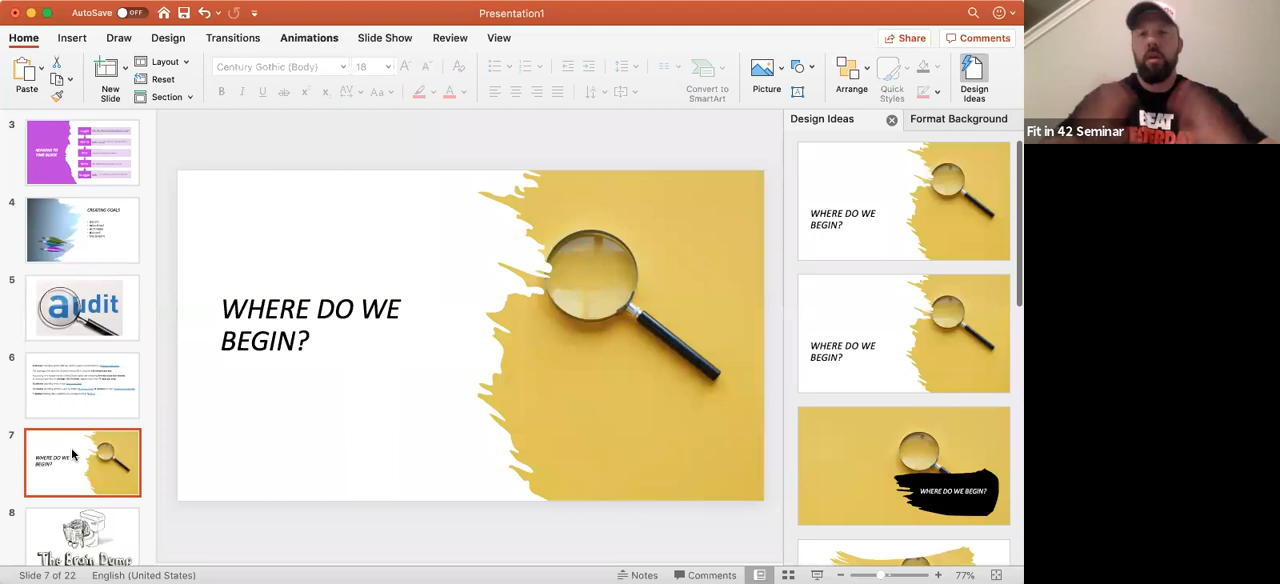 AutoSave OFF
Presentation1
Home Insert Draw Design Transitions Animations Slide Show Review View
Share Comments
Paste
New Slide
Layout
Reset
Section
Century Gothic (Body) 18
Convert to SmartArt
Picture
Arrange
Quick Styles
Design Ideas
Design Ideas Format Background
3
4
CREATING GOALS
5
audit
6
7
WHERE DO WE
BEGIN?
8
The Brain Dump
WHERE DO WE
BEGIN?
WHERE DO WE
BEGIN?
WHERE DO WE
BEGIN?
WHERE DO WE BEGIN?
BEAT
YESTERDAY
Fit in 42 Seminar
Slide 7 of 22 English (United States) Notes Comments 77%